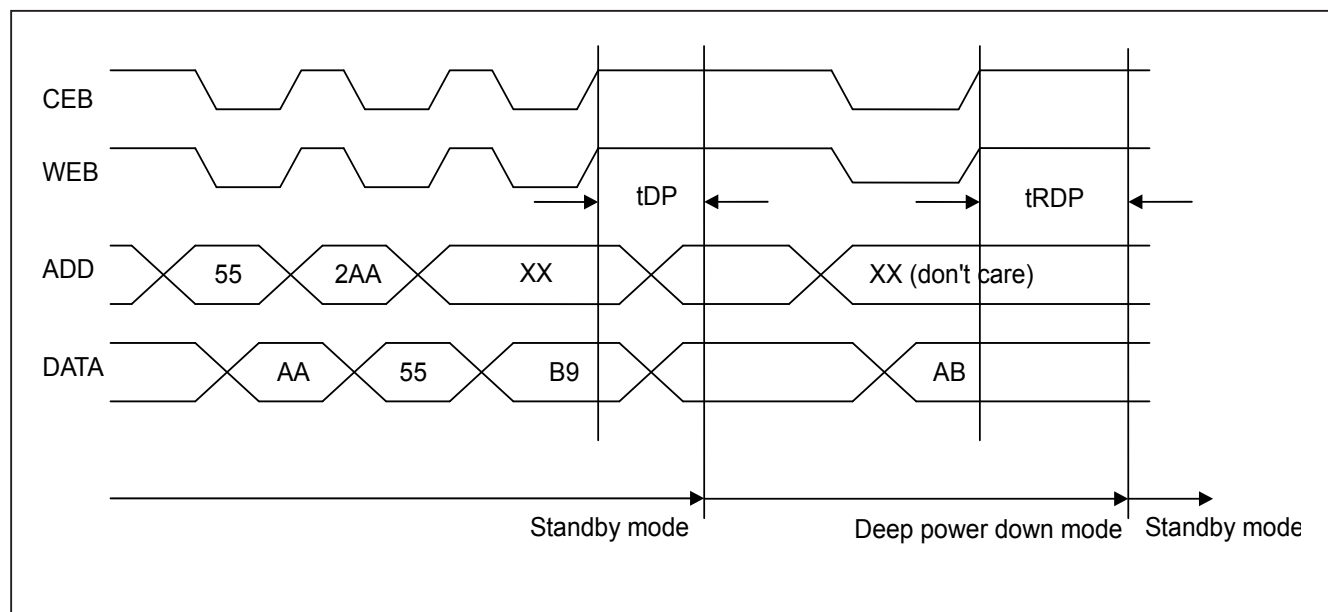 CEB
WEB
tDP
tRDP
ADD
55
2AA
XX
XX (don't care)
DATA
AA
55
B9
AB
Standby mode
Deep power down mode
Standby mode